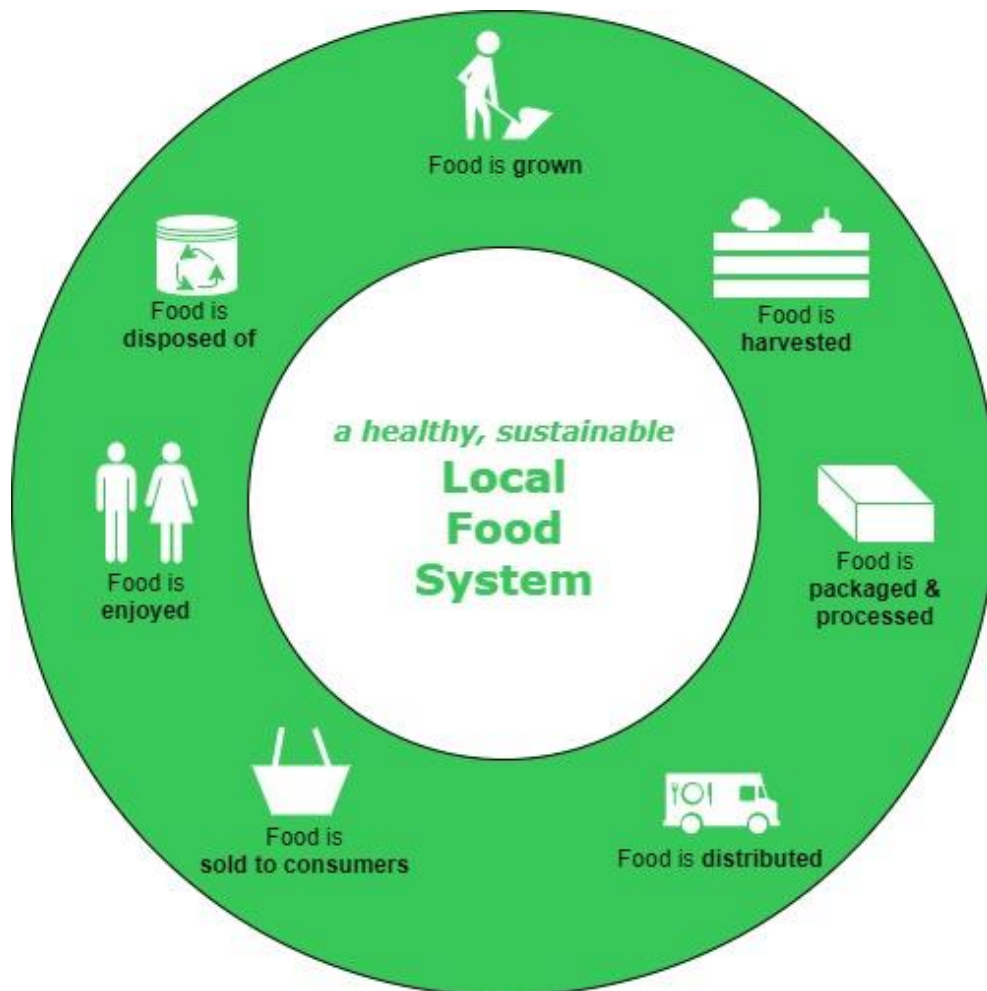 Food is grown
Food is
harvested
Food is
packaged &
processed
Food is distributed
Food is
sold to consumers
Food is
enjoyed
Food is
disposed of
a healthy, sustainable
Local
Food
System